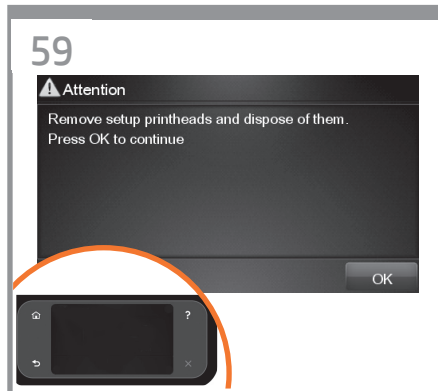 59
Attention
Remove setup printheads and dispose of them.
Press OK to continue
OK
?